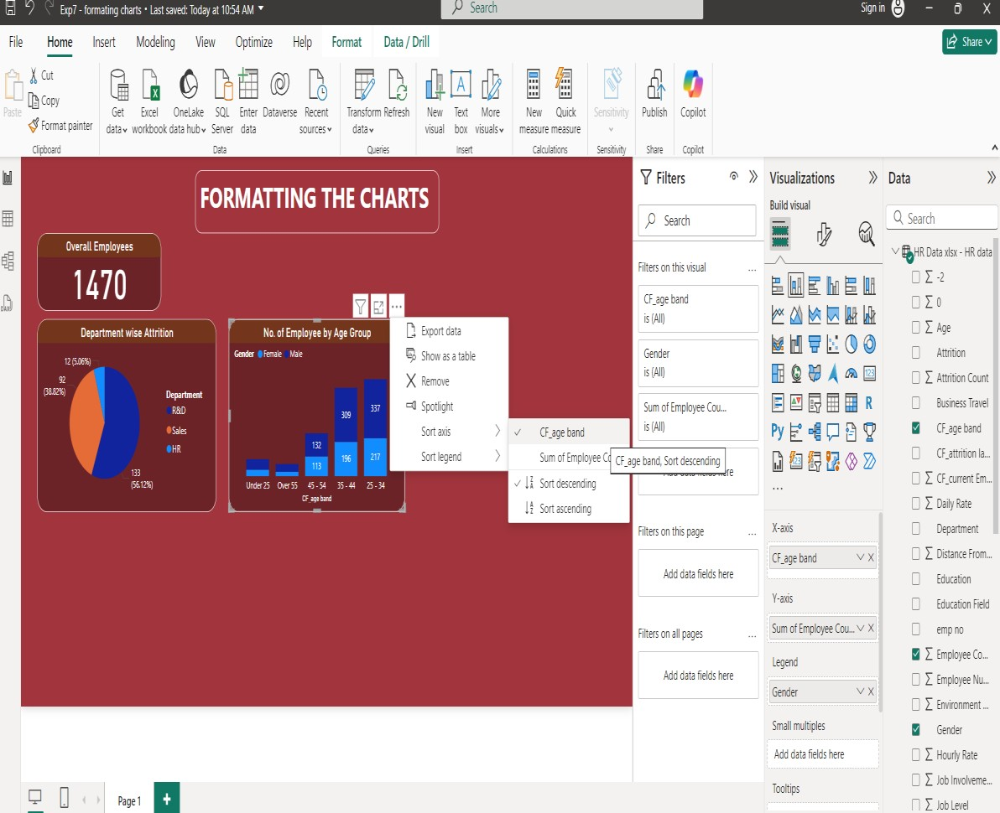 Exp7 - formating charts • Last saved: Today at 10:54 AM
Search
Sign in
File Home Insert Modeling View Optimize Help Format Data / Drill
Share
Paste
Cut
Copy
Format painter
Clipboard
Get data
Excel workbook
OneLake data hub
SQL Server
Enter data
Dataverse
Recent sources
Data
Transform data
Refresh
Queries
New visual
Text box
More visuals
Insert
New measure
Quick measure
Calculations
Sensitivity
Sensitivity
Publish
Share
Copilot
Copilot
FORMATTING THE CHARTS
Overall Employees
1470
Department wise Attrition
12 (5.06%)
92
(38.82%)
133
(56.12%)
Department
R&D
Sales
HR
No. of Employee by Age Group
Gender Female Male
132
113
309
196
337
217
Under 25 Over 55 45 - 54 35 - 44 25 - 34
CF_age band
Export data
Show as a table
Remove
Spotlight
Sort axis
Sort legend
CF_age band
Sum of Employee Co
Sort descending
Sort ascending
CF_age band, Sort descending
Filters
Search
Filters on this visual ...
CF_age band
is (All)
Gender
is (All)
Sum of Employee Cou...
is (All)
Add data fields here
Filters on this page ...
Add data fields here
Filters on all pages ...
Add data fields here
Visualizations
Build visual
123
R
Py
123
...
X-axis
CF_age band
Y-axis
Sum of Employee Cou...
Legend
Gender
Small multiples
Add data fields here
Tooltips
Data
Search
HR Data xlsx - HR data
∑ -2
∑ 0
∑ Age
Attrition
∑ Attrition Count
Business Travel
CF_age band
CF_attrition la...
∑ CF_current Em...
∑ Daily Rate
Department
∑ Distance From...
Education
Education Field
emp no
∑ Employee Co...
∑ Employee Nu...
∑ Environment ...
Gender
∑ Hourly Rate
∑ Job Involveme...
∑ Job Level
Page 1